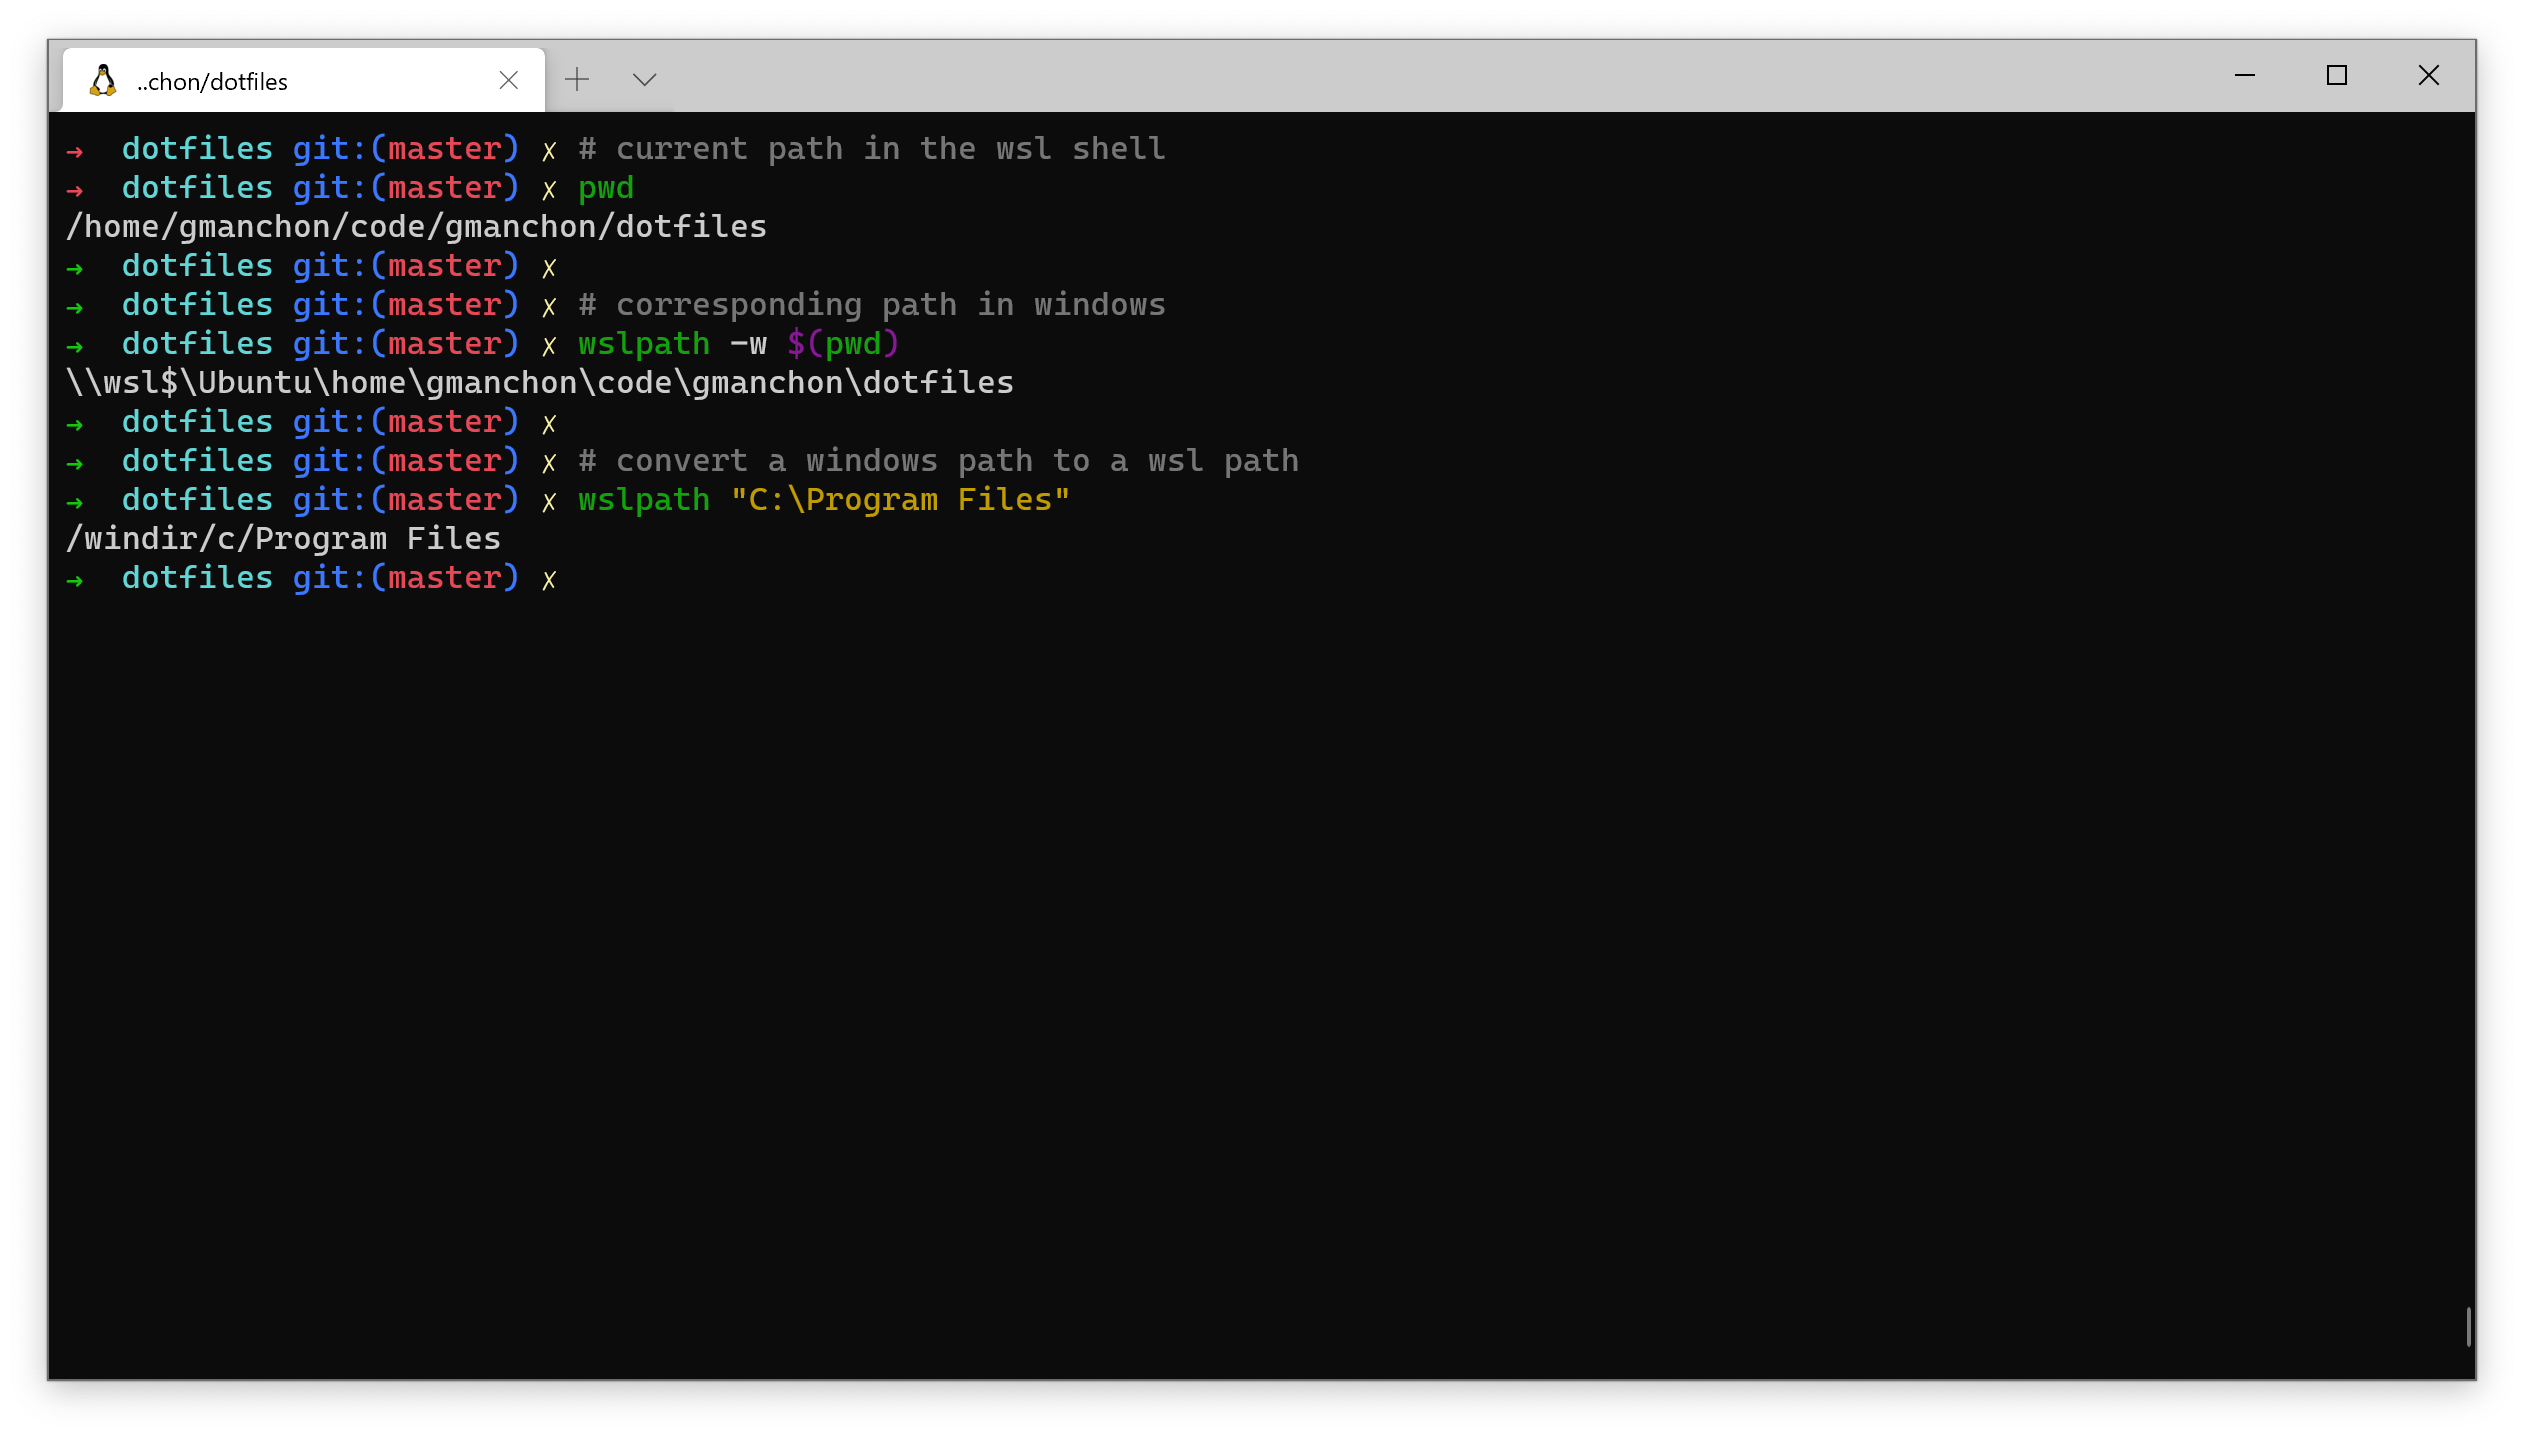 ..chon/dotfiles
→ dotfiles git:(master) ✗ # current path in the wsl shell
→ dotfiles git:(master) ✗ pwd
/home/gmanchon/code/gmanchon/dotfiles
→ dotfiles git:(master) ✗
→ dotfiles git:(master) ✗ # corresponding path in windows
→ dotfiles git:(master) ✗ wslpath -w $(pwd)
\\wsl$\Ubuntu\home\gmanchon\code\gmanchon\dotfiles
→ dotfiles git:(master) ✗
→ dotfiles git:(master) ✗ # convert a windows path to a wsl path
→ dotfiles git:(master) ✗ wslpath "C:\Program Files"
/windir/c/Program Files
→ dotfiles git:(master) ✗